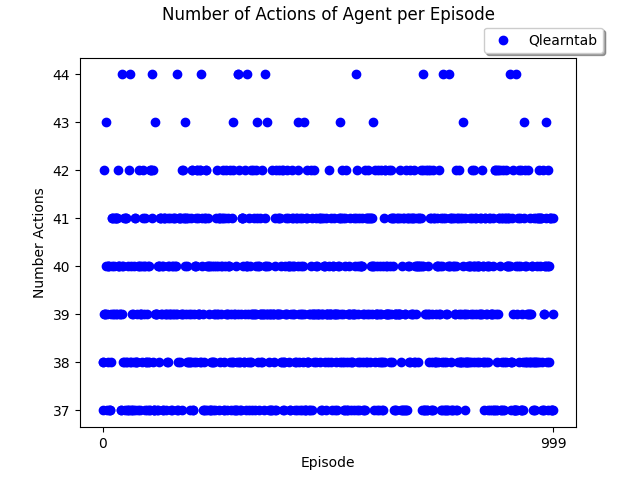 Number of Actions of Agent per Episode
Qlearntab
44
43
42
41
40
39
38
37
Number Actions
0
999
Episode